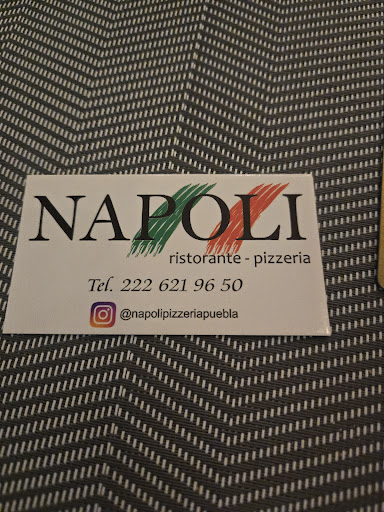 NAPOLI
ristorante - pizzeria
Tel. 222 621 96 50
@napolipizzeriapuebla